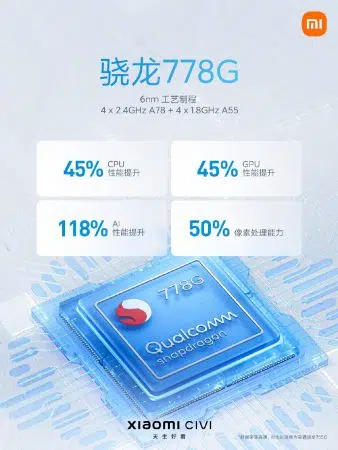 mi
骁龙778G
6nm 工艺制程
4 x 2.4GHz A78 + 4 x 1.8GHz A55
45% CPU 性能提升
45% GPU 性能提升
118% AI 性能提升
50% 像素处理能力
778G
Qualcomm
snapdragon
xiaomi CIVI
天生好看